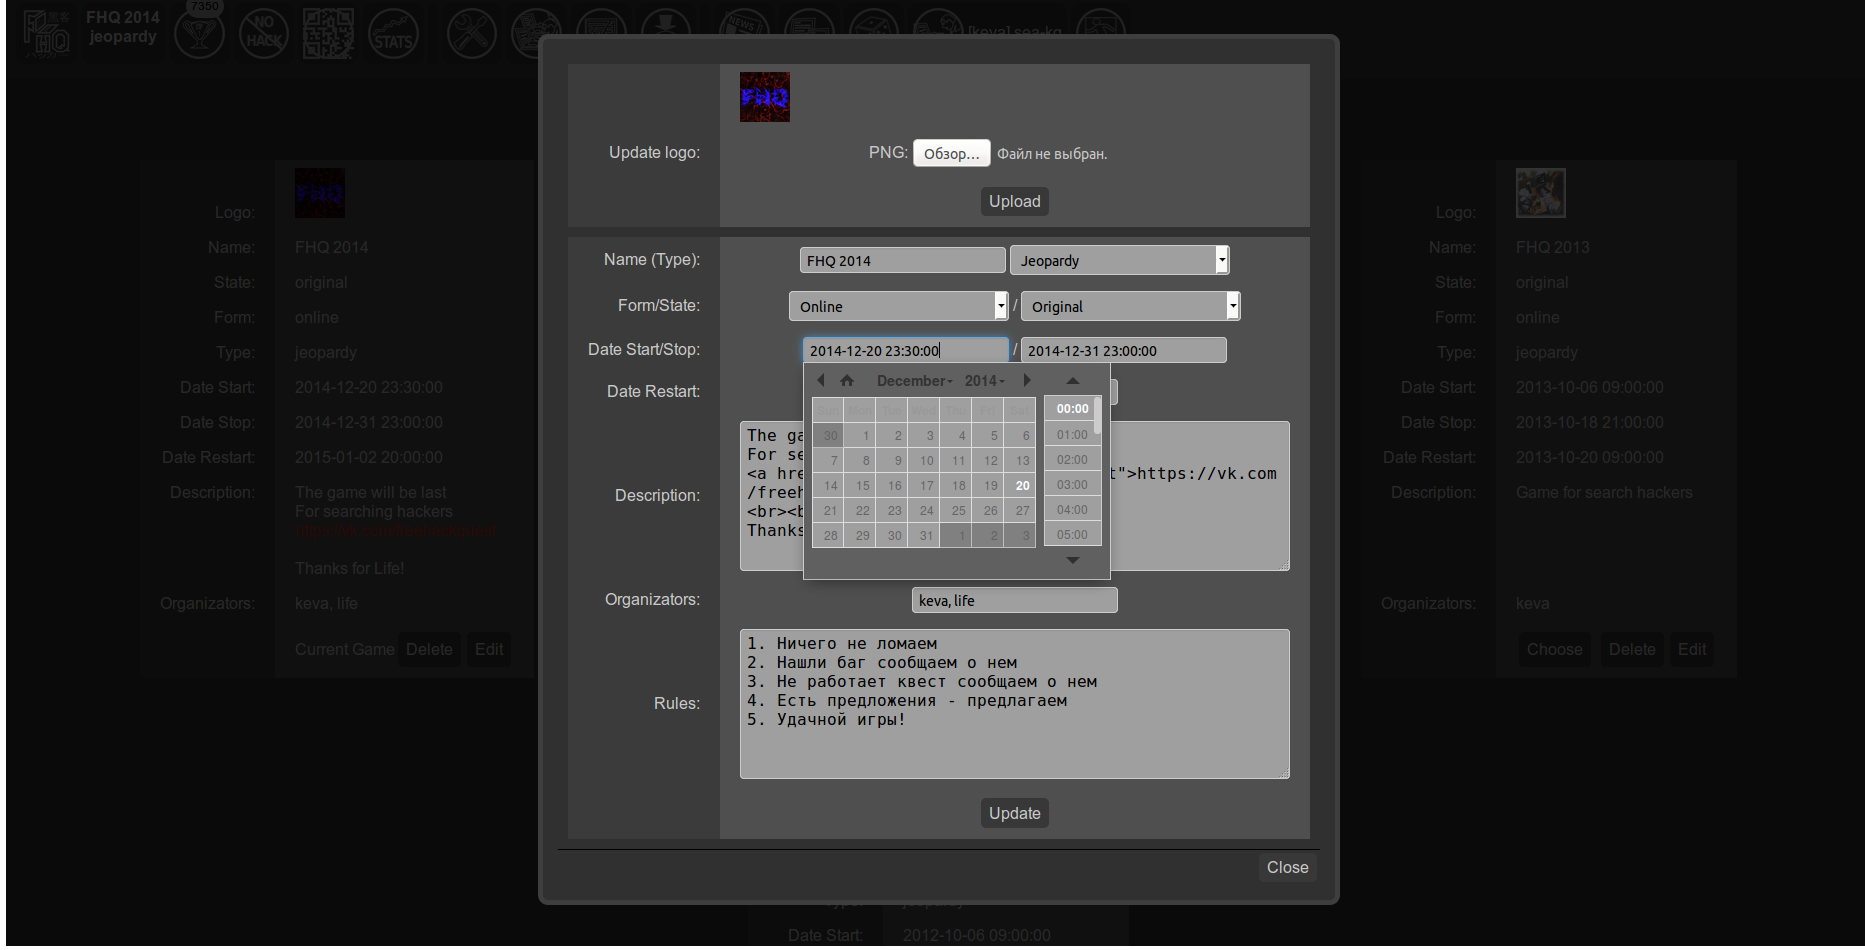 FHQ 2014
jeopardy
7350
NO
HACK
STATS
NEWS
[keva] sea-kg
Logo:
Name: FHQ 2014
State: original
Form: online
Type: jeopardy
Date Start: 2014-12-20 23:30:00
Date Stop: 2014-12-31 23:00:00
Date Restart: 2015-01-02 20:00:00
Description: The game will be last
For searching hackers
Thanks for Life!
Organizators: keva, life
Current Game Delete Edit
FHQ
Update logo: PNG: Обзор... Файл не выбран.
Upload
Name (Type): FHQ 2014 Jeopardy
Form/State: Online / Original
Date Start/Stop: 2014-12-20 23:30:00 / 2014-12-31 23:00:00
Date Restart:
December 2014
Sun Mon Tue Wed Thu Fri Sat
30 1 2 3 4 5 6
7 8 9 10 11 12 13
14 15 16 17 18 19 20
21 22 23 24 25 26 27
28 29 30 31 1 2 3
00:00
01:00
02:00
03:00
04:00
05:00
Description: The ga
For se
<a hre t">https://vk.com
/freeh
<br><b
Thanks
Organizators: keva, life
Rules: 1. Ничего не ломаем
2. Нашли баг сообщаем о нем
3. Не работает квест сообщаем о нем
4. Есть предложения - предлагаем
5. Удачной игры!
Update
Close
Logo:
Name: FHQ 2013
State: original
Form: online
Type: jeopardy
Date Start: 2013-10-06 09:00:00
Date Stop: 2013-10-18 21:00:00
Date Restart: 2013-10-20 09:00:00
Description: Game for search hackers
Organizators: keva
Choose Delete Edit
Type: jeopardy
Date Start: 2012-10-06 09:00:00